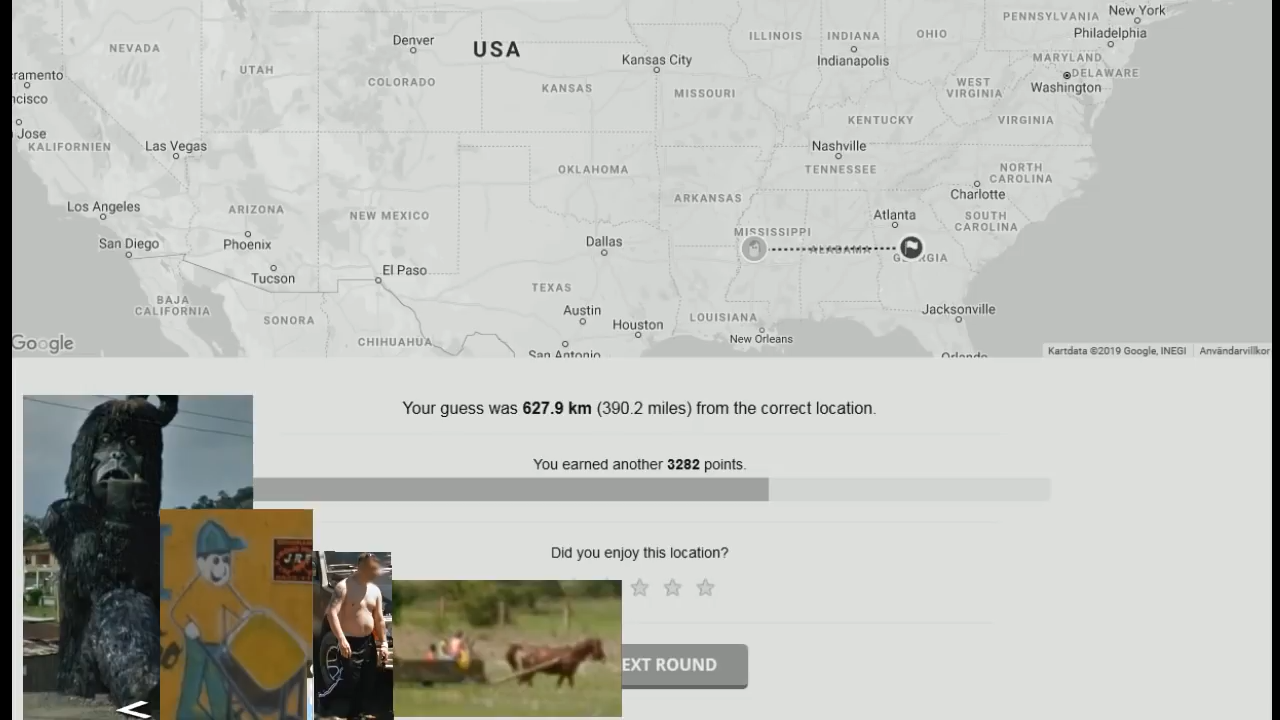 PENNSYLVANIA
New York
NEVADA
Denver
USA
ILLINOIS
INDIANA
OHIO
Philadelphia
UTAH
Kansas City
Indianapolis
MARYLAND
cramento
COLORADO
KANSAS
MISSOURI
WEST VIRGINIA
DELAWARE
Washington
ncisco
Jose
KALIFORNIEN
Las Vegas
KENTUCKY
VIRGINIA
Nashville
OKLAHOMA
TENNESSEE
NORTH CAROLINA
Los Angeles
ARIZONA
NEW MEXICO
ARKANSAS
Charlotte
Atlanta
SOUTH CAROLINA
San Diego
Phoenix
Dallas
MISSISSIPPI
ALABAMA
GEORGIA
Tucson
El Paso
TEXAS
BAJA CALIFORNIA
SONORA
Austin
Houston
LOUISIANA
Jacksonville
CHIHUAHUA
New Orleans
San Antonio
Orlando
Google
Kartdata ©2019 Google, INEGI
Användarvillkor
Your guess was 627.9 km (390.2 miles) from the correct location.
You earned another 3282 points.
Did you enjoy this location?
EXT ROUND